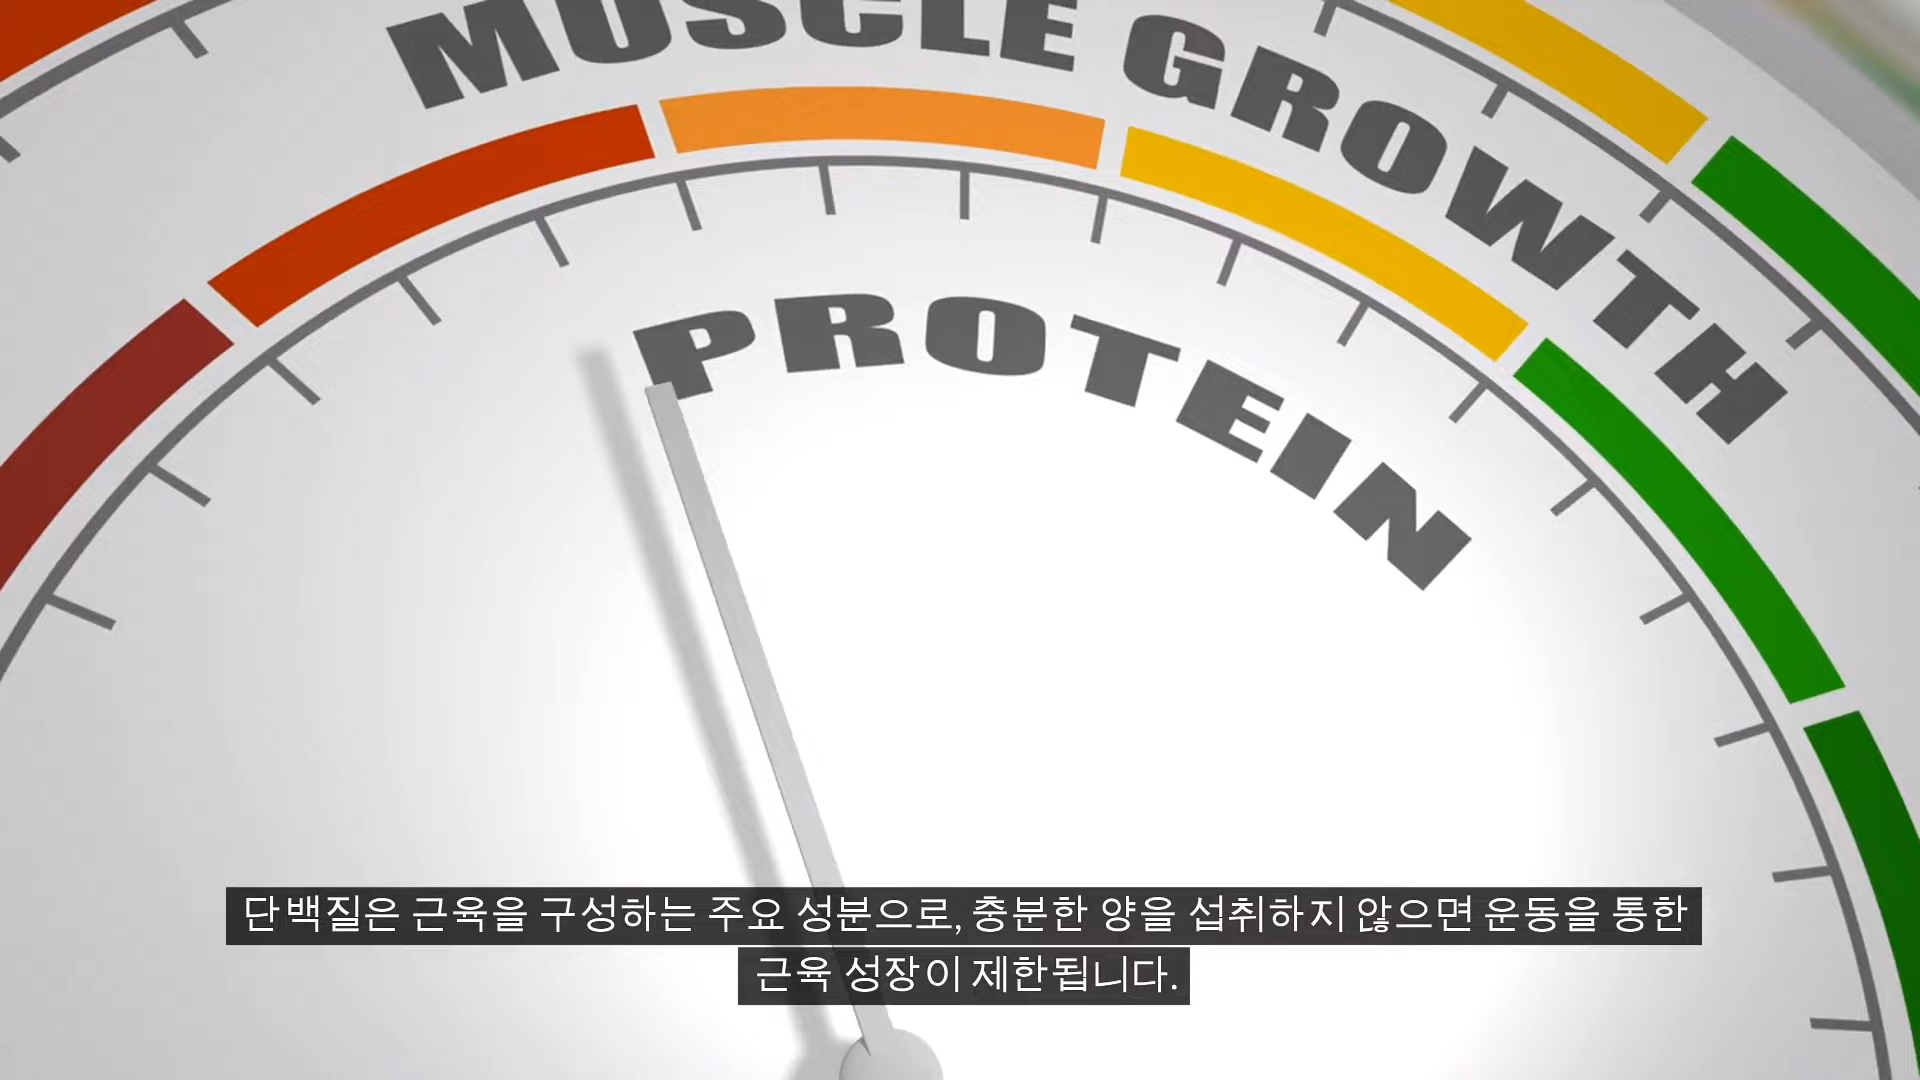 MUSCLE GROWTH
PROTEIN
단백질은 근육을 구성하는 주요 성분으로, 충분한 양을 섭취하지 않으면 운동을 통한
근육 성장이 제한됩니다.